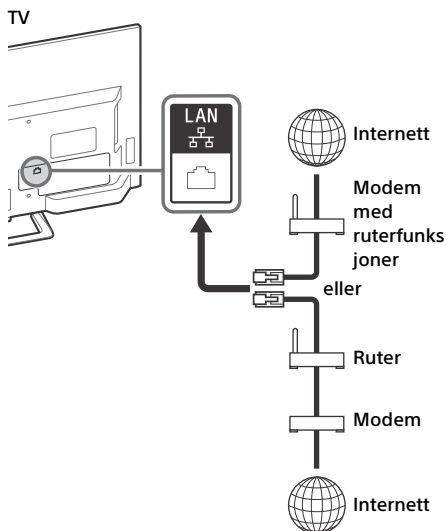 TV
LAN
Internett
Modem
med
ruterfunks
joner
eller
Ruter
Modem
Internett